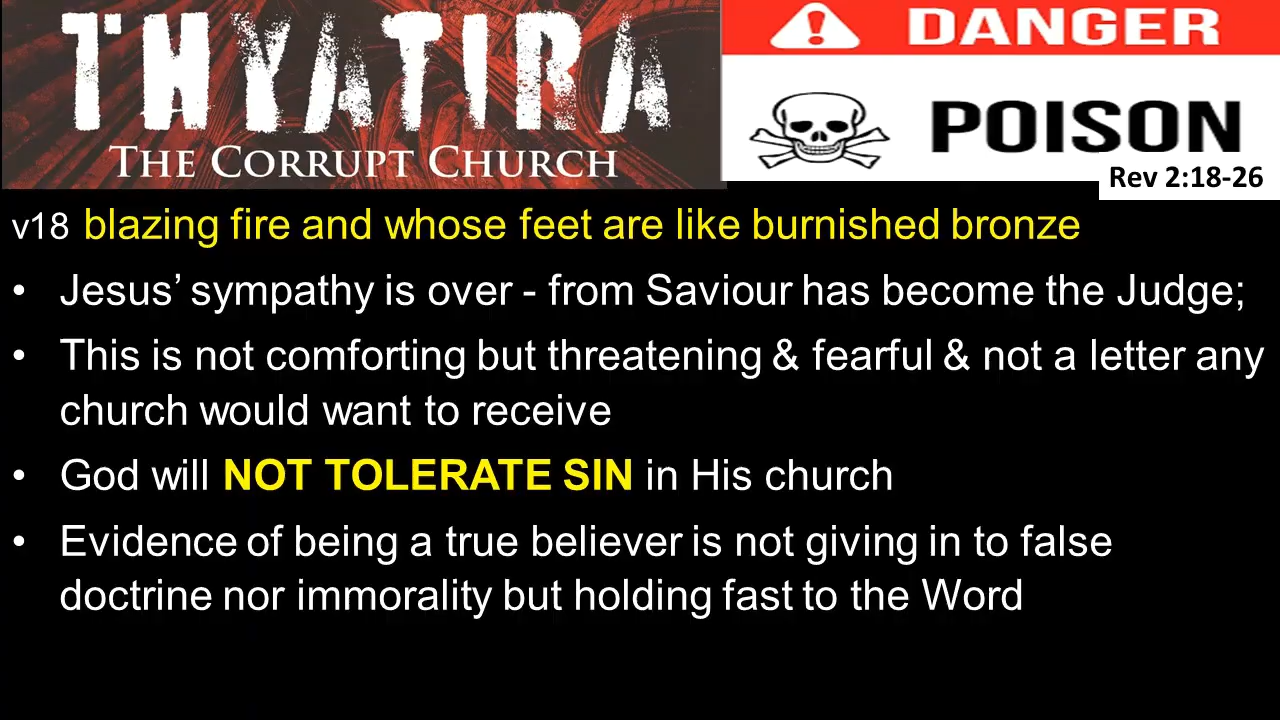 THYATIRA
THE CORRUPT CHURCH
DANGER
POISON
Rev 2:18-26
v18 blazing fire and whose feet are like burnished bronze
• Jesus’ sympathy is over - from Saviour has become the Judge;
• This is not comforting but threatening & fearful & not a letter any
church would want to receive
• God will NOT TOLERATE SIN in His church
• Evidence of being a true believer is not giving in to false
doctrine nor immorality but holding fast to the Word